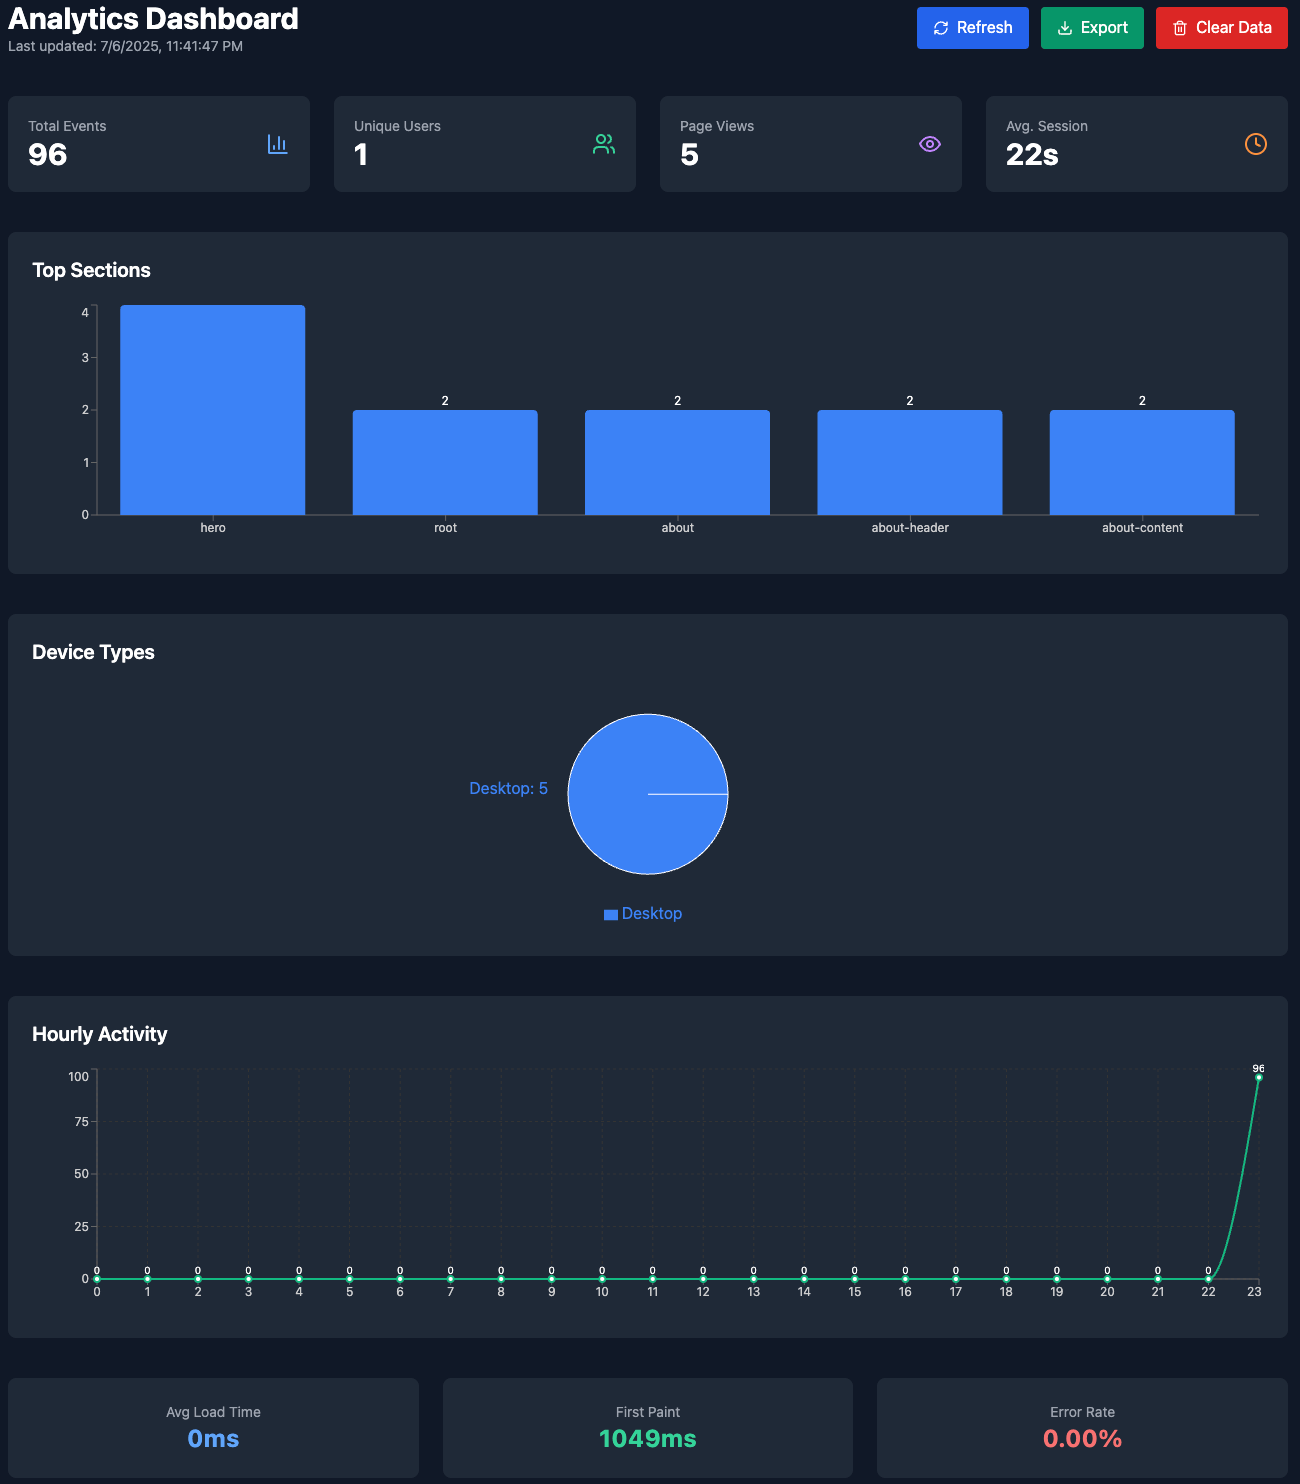 Analytics Dashboard
Last updated: 7/6/2025, 11:41:47 PM
Refresh
Export
Clear Data
Total Events
96
Unique Users
1
Page Views
5
Avg. Session
22s
Top Sections
4
3
2
1
0
2
2
2
2
hero
root
about
about-header
about-content
Device Types
Desktop: 5
Desktop
Hourly Activity
100
75
50
25
0
0 0 0 0 0 0 0 0 0 0 0 0 0 0 0 0 0 0 0 0 0 0 0 96
0 1 2 3 4 5 6 7 8 9 10 11 12 13 14 15 16 17 18 19 20 21 22 23
Avg Load Time
0ms
First Paint
1049ms
Error Rate
0.00%